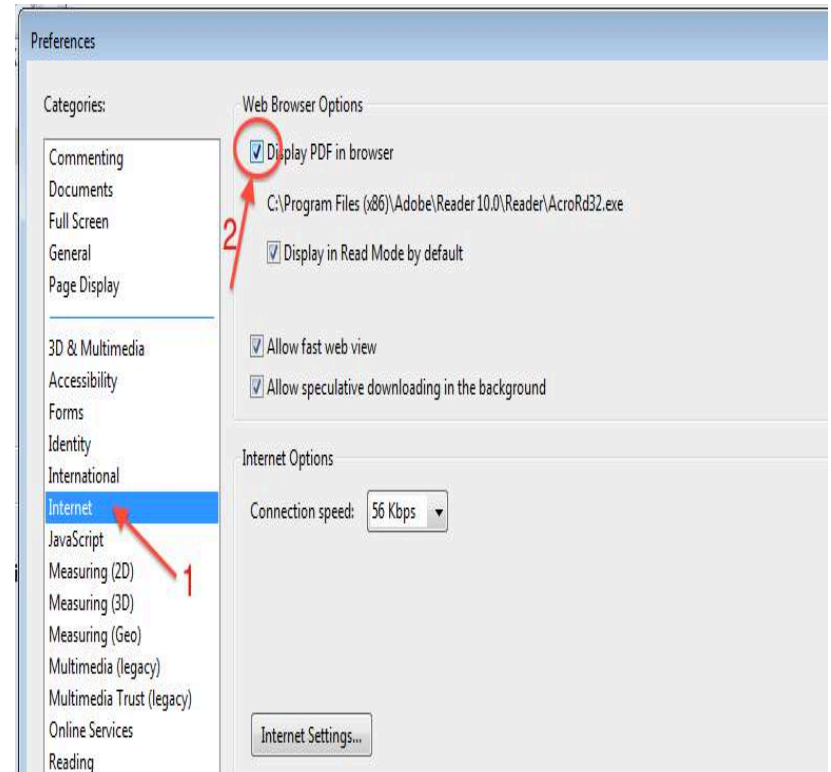 Preferences
Categories:
Commenting
Documents
Full Screen
General
Page Display
3D & Multimedia
Accessibility
Forms
Identity
International
Internet
JavaScript
Measuring (2D)
Measuring (3D)
Measuring (Geo)
Multimedia (legacy)
Multimedia Trust (legacy)
Online Services
Reading
1
Web Browser Options
Display PDF in browser
C:\Program Files (x86)\Adobe\Reader 10.0\Reader\AcroRd32.exe
2
Display in Read Mode by default
Allow fast web view
Allow speculative downloading in the background
Internet Options
Connection speed: 56 Kbps
Internet Settings...